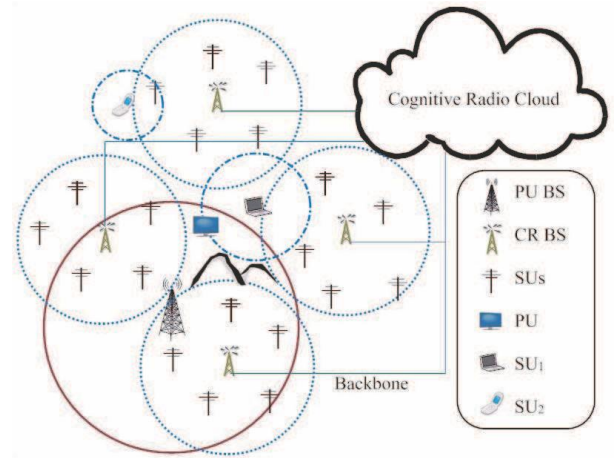 Cognitive Radio Cloud
PU BS
CR BS
SUs
PU
SU1
SU2
Backbone